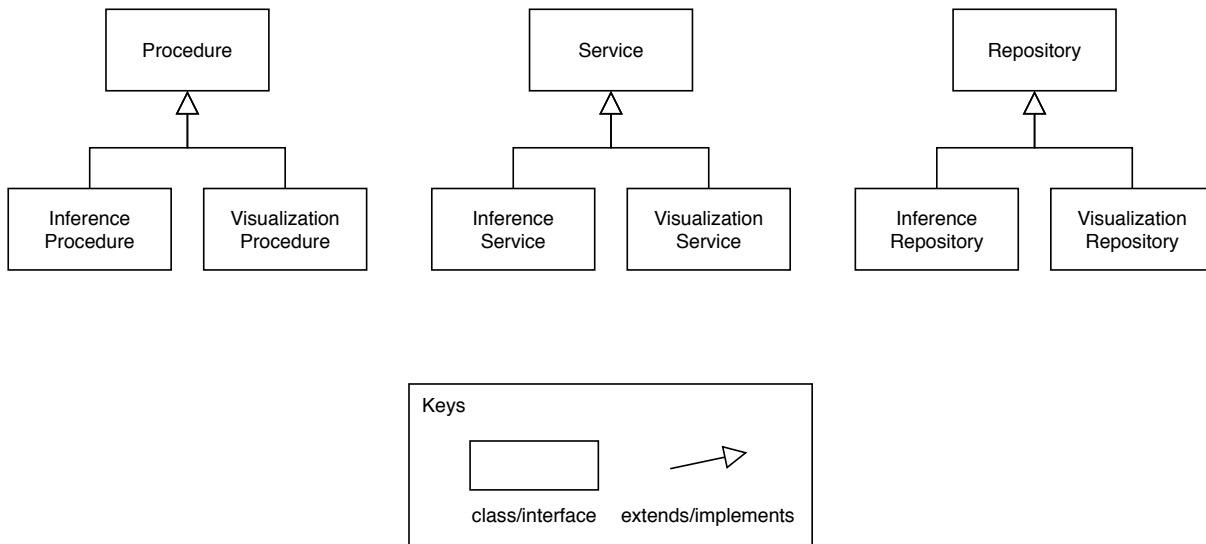 Procedure
Service
Repository
Inference
Procedure
Visualization
Procedure
Inference
Service
Visualization
Service
Inference
Repository
Visualization
Repository
Keys
class/interface
extends/implements